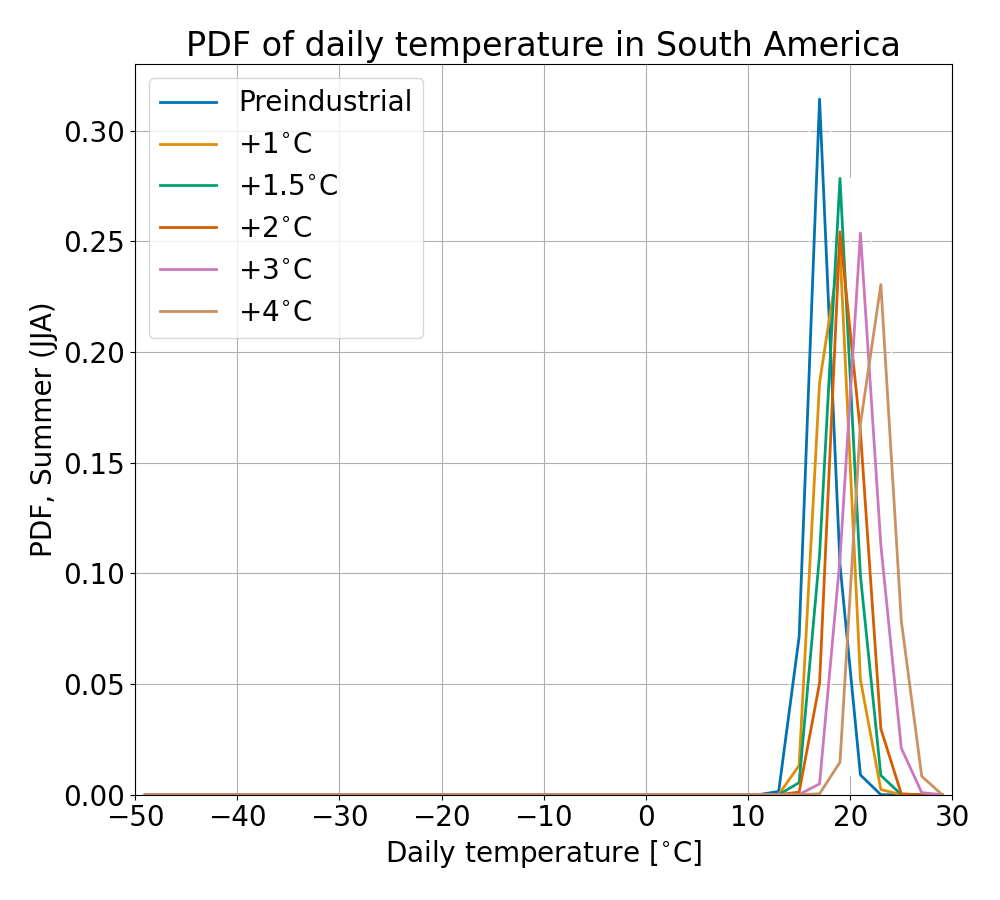 PDF of daily temperature in South America
Preindustrial
+1°C
+1.5°C
+2°C
+3°C
+4°C
PDF, Summer (JJA)
0.30
0.25
0.20
0.15
0.10
0.05
0.00
−50 −40 −30 −20 −10 0 10 20 30
Daily temperature [°C]